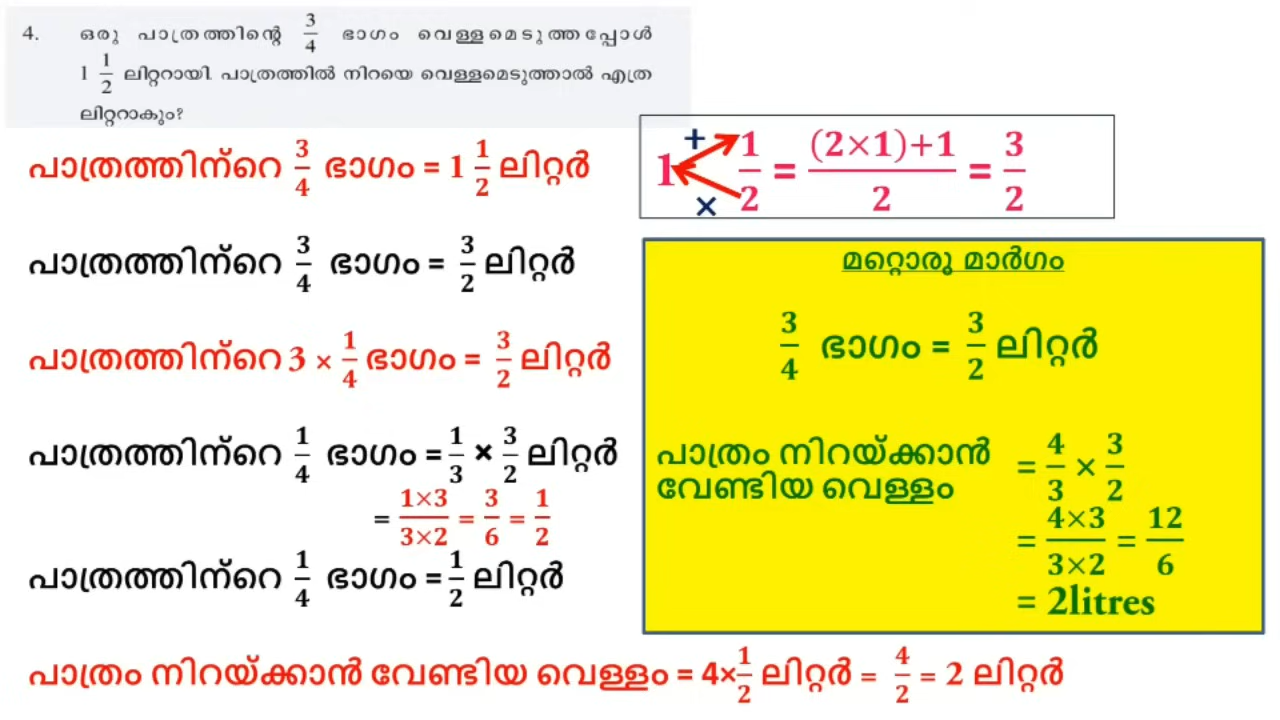 4. ഒരു പാത്രത്തിന്റെ 3/4 ഭാഗം വെള്ളമെടുത്തപ്പോൾ
1 1/2 ലിറ്ററായി. പാത്രത്തിൽ നിറയെ വെള്ളമെടുത്താൽ എത്ര
ലിറ്ററാകും?
പാത്രത്തിന്റെ 3/4 ഭാഗം = 1 1/2 ലിറ്റർ
പാത്രത്തിന്റെ 3/4 ഭാഗം = 3/2 ലിറ്റർ
പാത്രത്തിന്റെ 3 × 1/4 ഭാഗം = 3/2 ലിറ്റർ
പാത്രത്തിന്റെ 1/4 ഭാഗം = 1/3 × 3/2 ലിറ്റർ
= 1×3/3×2 = 3/6 = 1/2
പാത്രത്തിന്റെ 1/4 ഭാഗം = 1/2 ലിറ്റർ
+
1 1/2 = (2×1)+1/2 = 3/2
×
മറ്റൊരു മാർഗം
3/4 ഭാഗം = 3/2 ലിറ്റർ
പാത്രം നിറയ്ക്കാൻ
വേണ്ടിയ വെള്ളം = 4/3 × 3/2
= 4×3/3×2 = 12/6
= 2litres
പാത്രം നിറയ്ക്കാൻ വേണ്ടിയ വെള്ളം = 4×1/2 ലിറ്റർ = 4/2 = 2 ലിറ്റർ